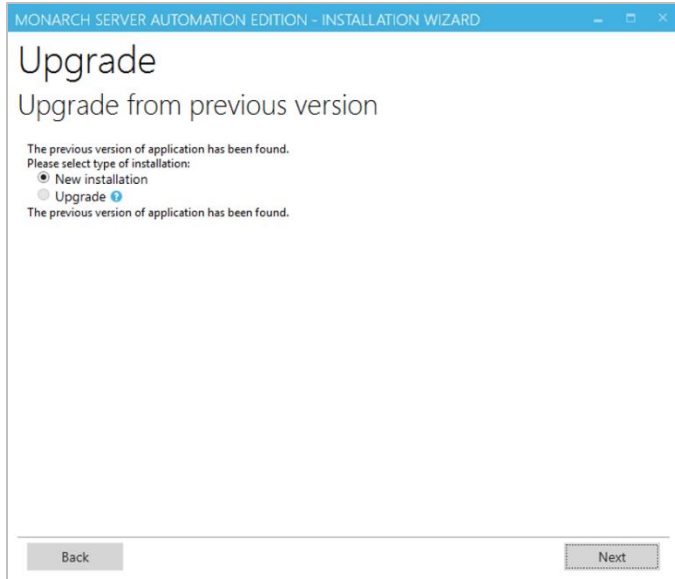 MONARCH SERVER AUTOMATION EDITION - INSTALLATION WIZARD
Upgrade
Upgrade from previous version
The previous version of application has been found.
Please select type of installation:
New installation
Upgrade ?
The previous version of application has been found.
Back
Next